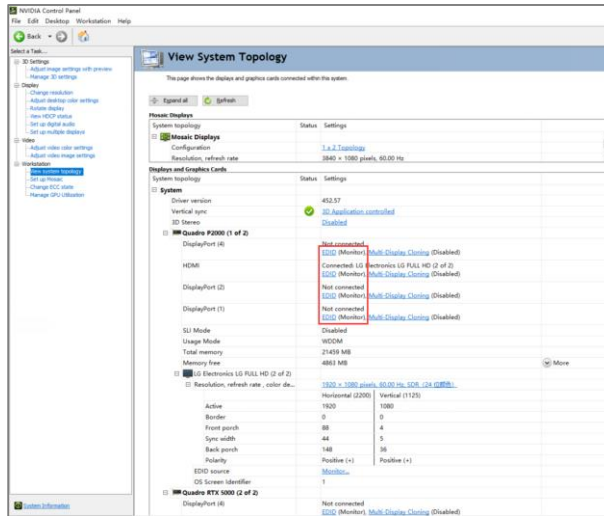 NVIDIA Control Panel
File Edit Desktop Workstation Help
Back
Select a Task...
3D Settings
Adjust image settings with preview
Manage 3D settings
Display
Change resolution
Adjust desktop color settings
Rotate display
View HDCP status
Set up digital audio
Set up multiple displays
Video
Adjust video color settings
Adjust video image settings
Workstation
View system topology
Set up Mosaic
Change ECC state
Manage GPU Utilization
System Information
View System Topology
This page shows the displays and graphics cards connected within this system.
Expand all Refresh
Mosaic Displays
System topology Status Settings
Mosaic Displays
Configuration 1 x 2 Topology
Resolution, refresh rate 3840 × 1080 pixels, 60.00 Hz
Displays and Graphics Cards
System topology Status Settings
System
Driver version 452.57
Vertical sync 3D Application controlled
3D Stereo Disabled
Quadro P2000 (1 of 2)
DisplayPort (4) Not connected
EDID (Monitor), Multi-Display Cloning (Disabled)
HDMI Connected: LG Electronics LG FULL HD (2 of 2)
EDID (Monitor), Multi-Display Cloning (Disabled)
DisplayPort (2) Not connected
EDID (Monitor), Multi-Display Cloning (Disabled)
DisplayPort (1) Not connected
EDID (Monitor), Multi-Display Cloning (Disabled)
SLI Mode Disabled
Usage Mode WDDM
Total memory 21459 MB
Memory free 4863 MB More
LG Electronics LG FULL HD (2 of 2)
Resolution, refresh rate , color de... 1920 × 1080 pixels, 60.00 Hz, SDR (24 位颜色)
Horizontal (2200) Vertical (1125)
Active 1920 1080
Border 0 0
Front porch 88 4
Sync width 44 5
Back porch 148 36
Polarity Positive (+) Positive (+)
EDID source Monitor...
OS Screen Identifier 1
Quadro RTX 5000 (2 of 2)
DisplayPort (4) Not connected
EDID (Monitor), Multi-Display Cloning (Disabled)